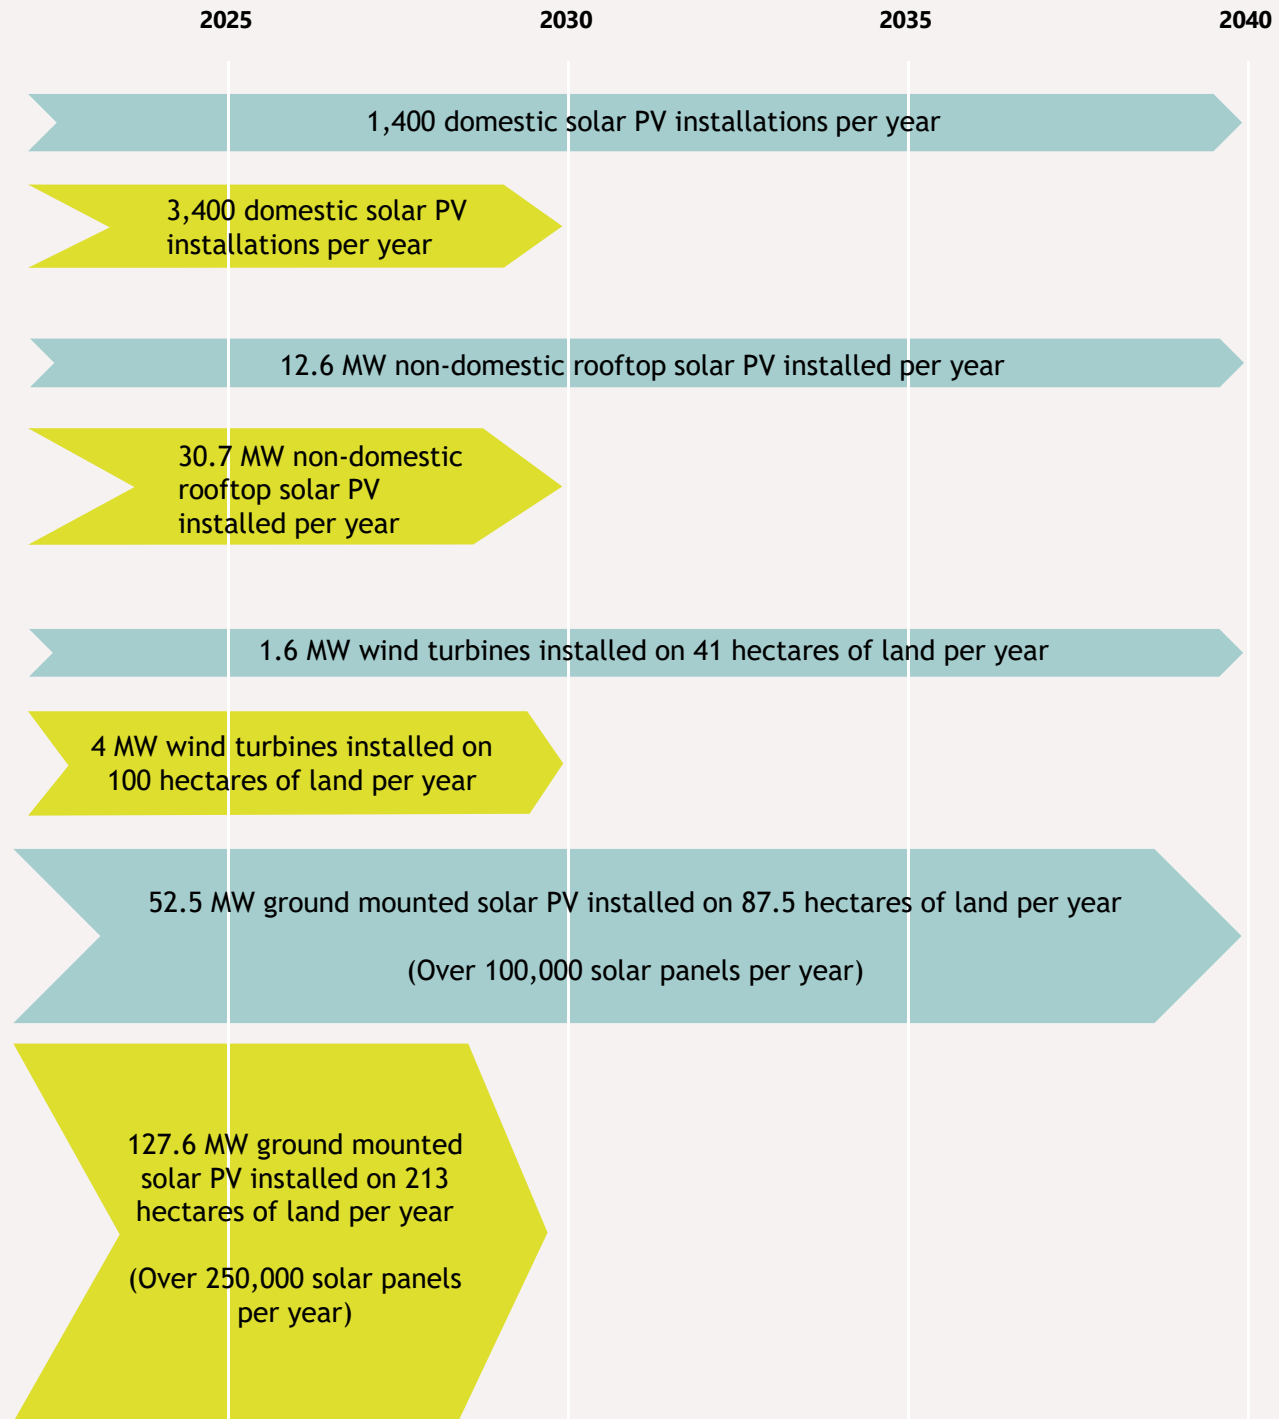 2025 2030 2035 2040
1,400 domestic solar PV installations per year
3,400 domestic solar PV
installations per year
12.6 MW non-domestic rooftop solar PV installed per year
30.7 MW non-domestic
rooftop solar PV
installed per year
1.6 MW wind turbines installed on 41 hectares of land per year
4 MW wind turbines installed on
100 hectares of land per year
52.5 MW ground mounted solar PV installed on 87.5 hectares of land per year
(Over 100,000 solar panels per year)
127.6 MW ground mounted
solar PV installed on 213
hectares of land per year
(Over 250,000 solar panels
per year)